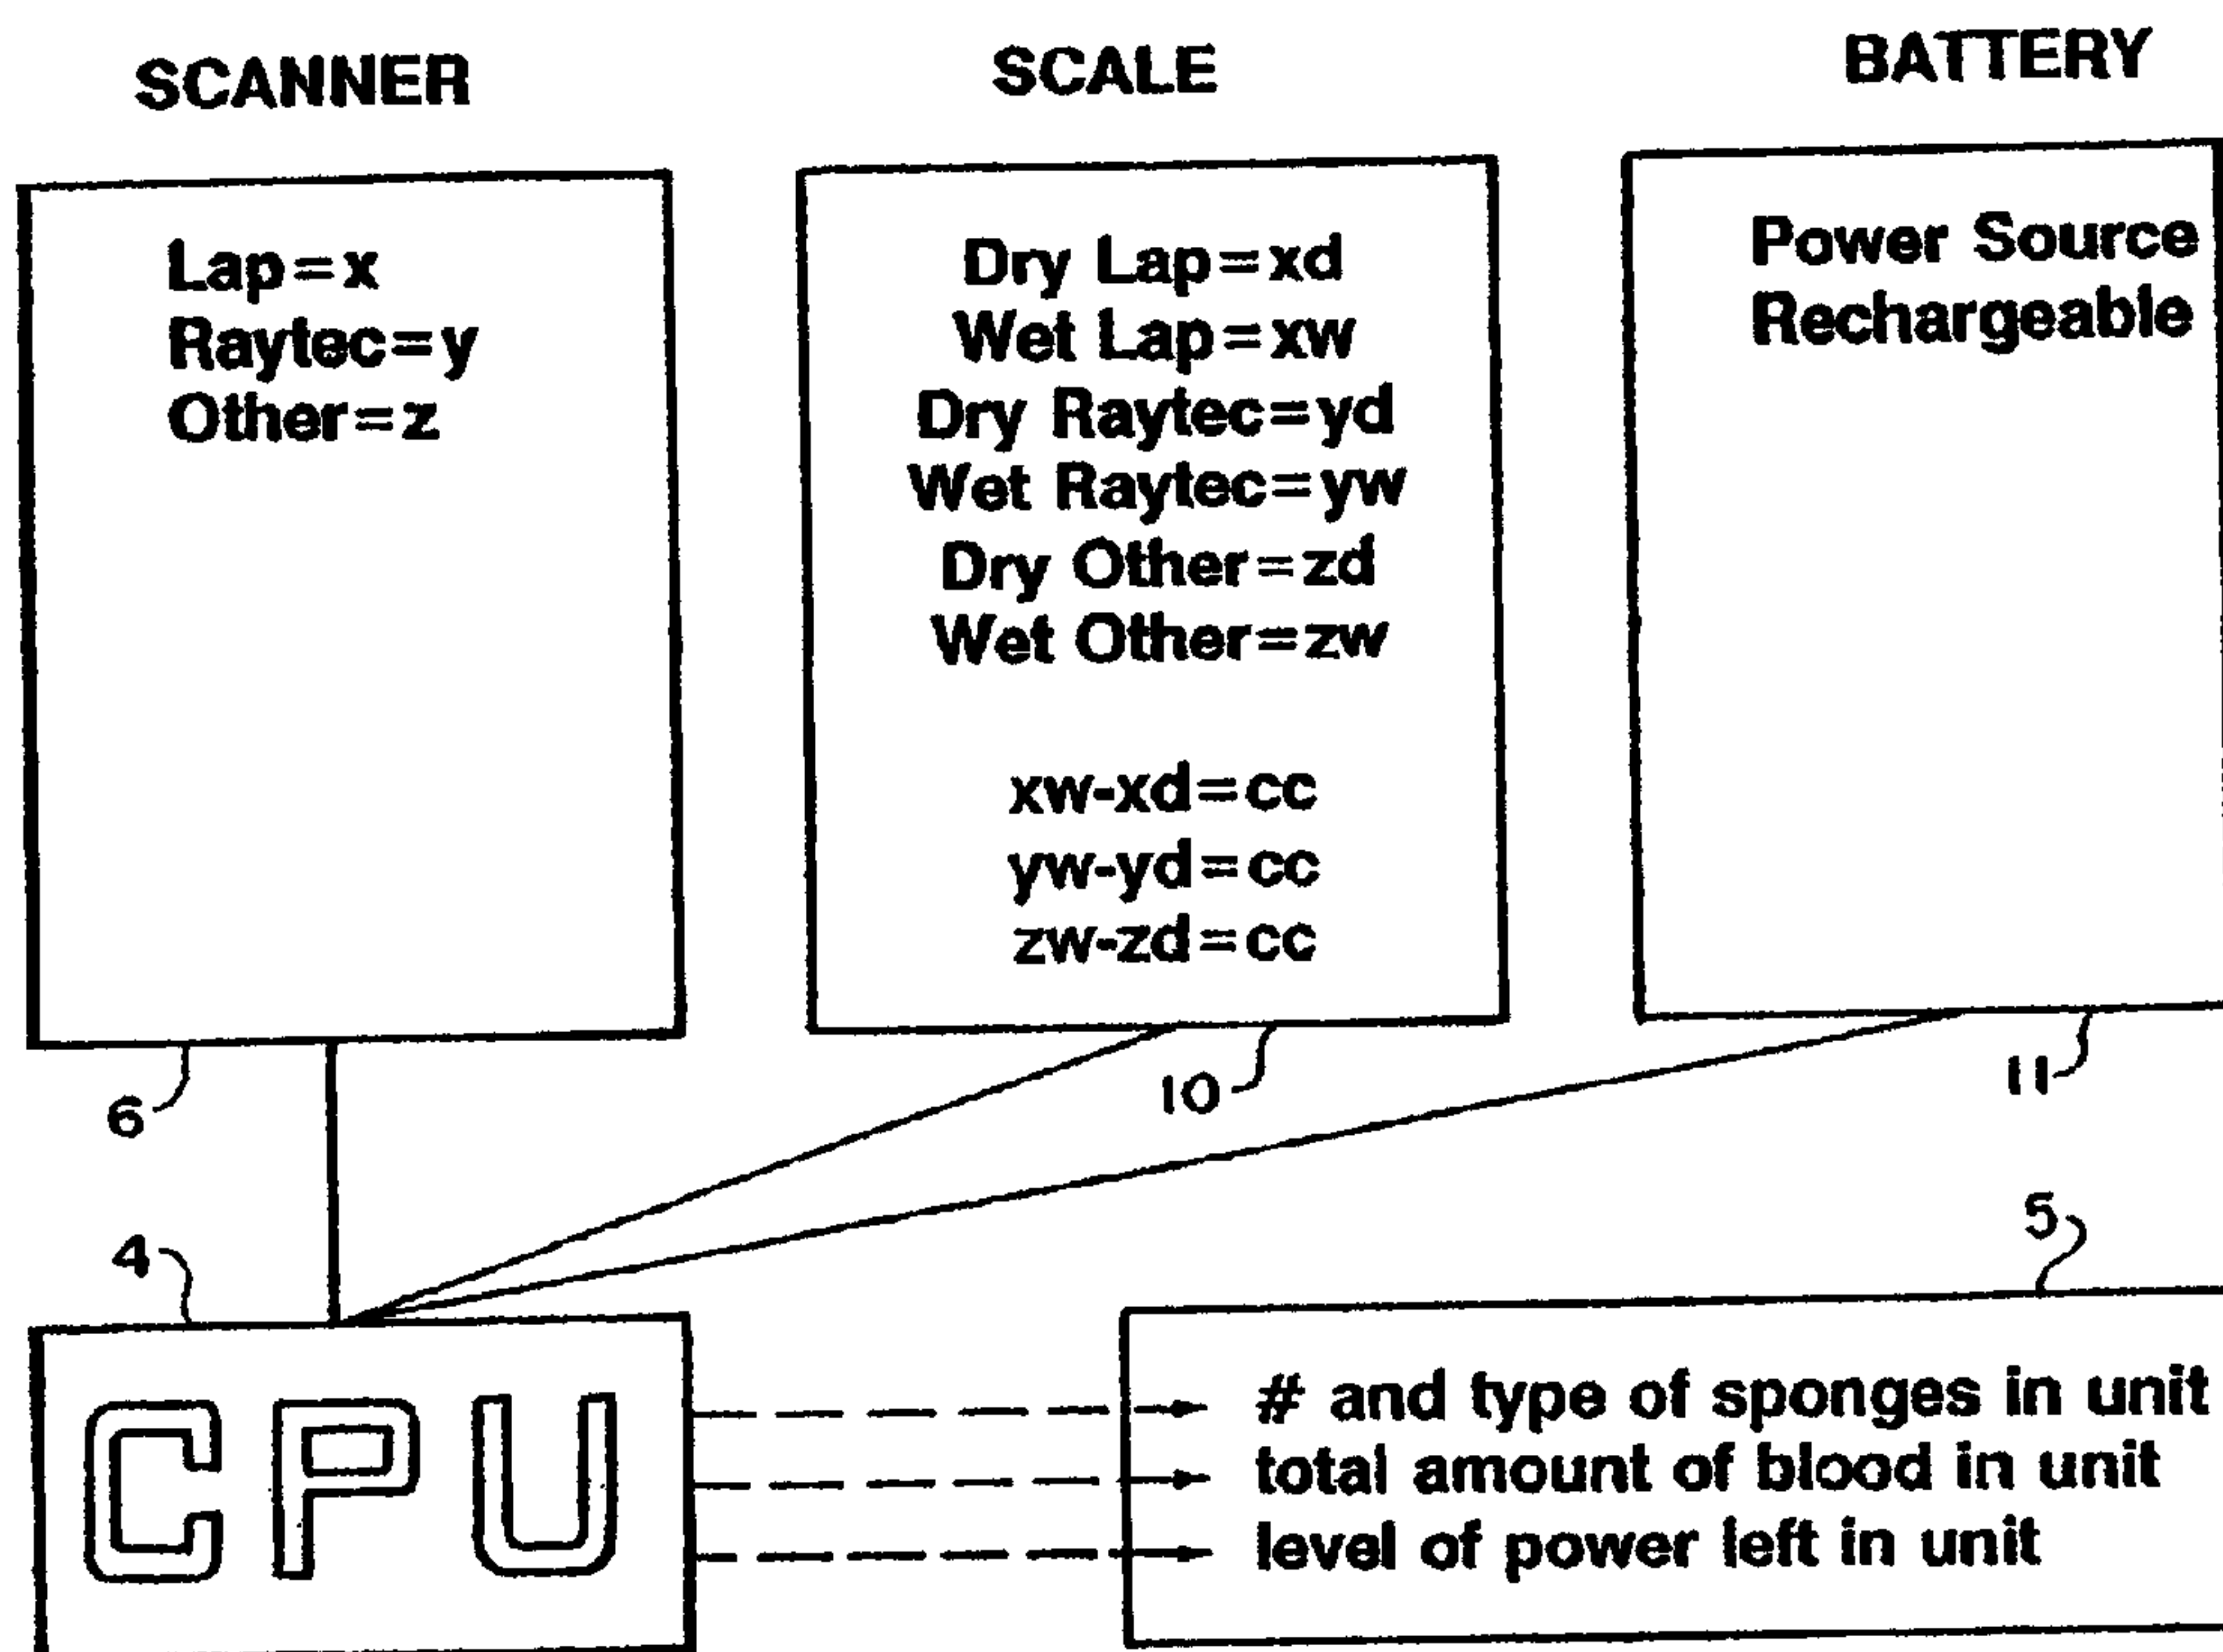 SCANNER
Lap=x
Raytec=y
Other=z
6
SCALE
Dry Lap=xd
Wet Lap=xw
Dry Raytec=yd
Wet Raytec=yw
Dry Other=zd
Wet Other=zw
xw-xd=cc
yw-yd=cc
zw-zd=cc
10
BATTERY
Power Source
Rechargeable
11
4
CPU
5
# and type of sponges in unit
total amount of blood in unit
level of power left in unit